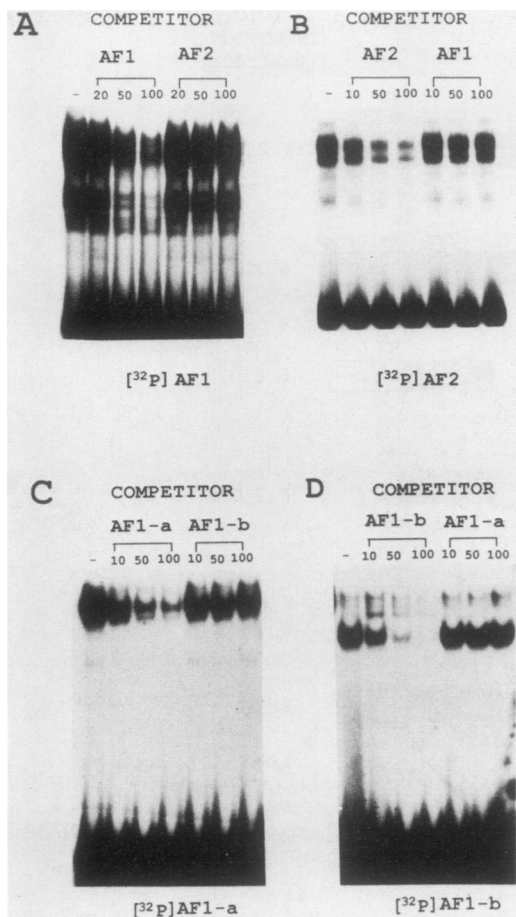 A
COMPETITOR
AF1 AF2
- 20 50 100 20 50 100
[32P] AF1
B
COMPETITOR
AF2 AF1
- 10 50 100 10 50 100
[32P] AF2
C
COMPETITOR
AF1-a AF1-b
- 10 50 100 10 50 100
[32P] AF1-a
D
COMPETITOR
AF1-b AF1-a
- 10 50 100 10 50 100
[32P] AF1-b